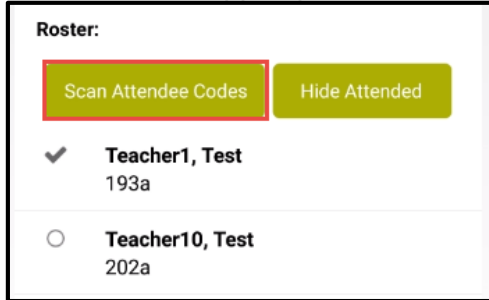 Roster:
Scan Attendee Codes
Hide Attended
Teacher1, Test
193a
Teacher10, Test
202a